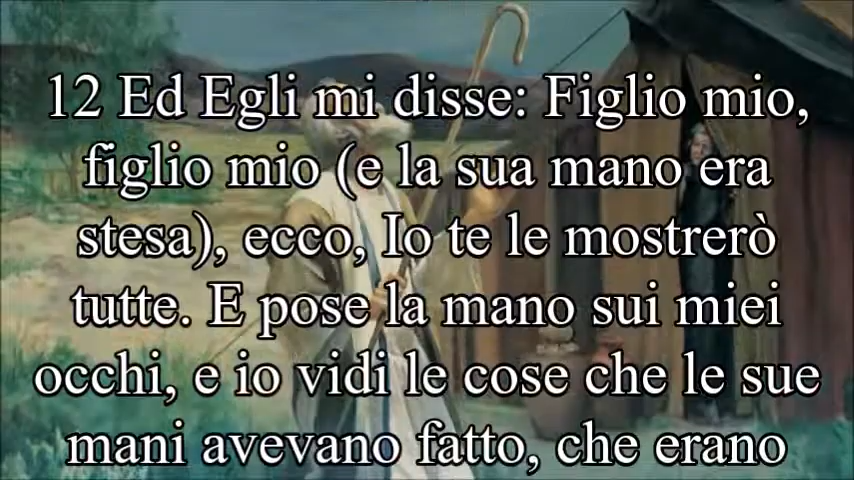 12 Ed Egli mi disse: Figlio mio,
figlio mio (e la sua mano era
stesa), ecco, Io te le mostrerò
tutte. E pose la mano sui miei
occhi, e io vidi le cose che le sue
mani avevano fatto, che erano